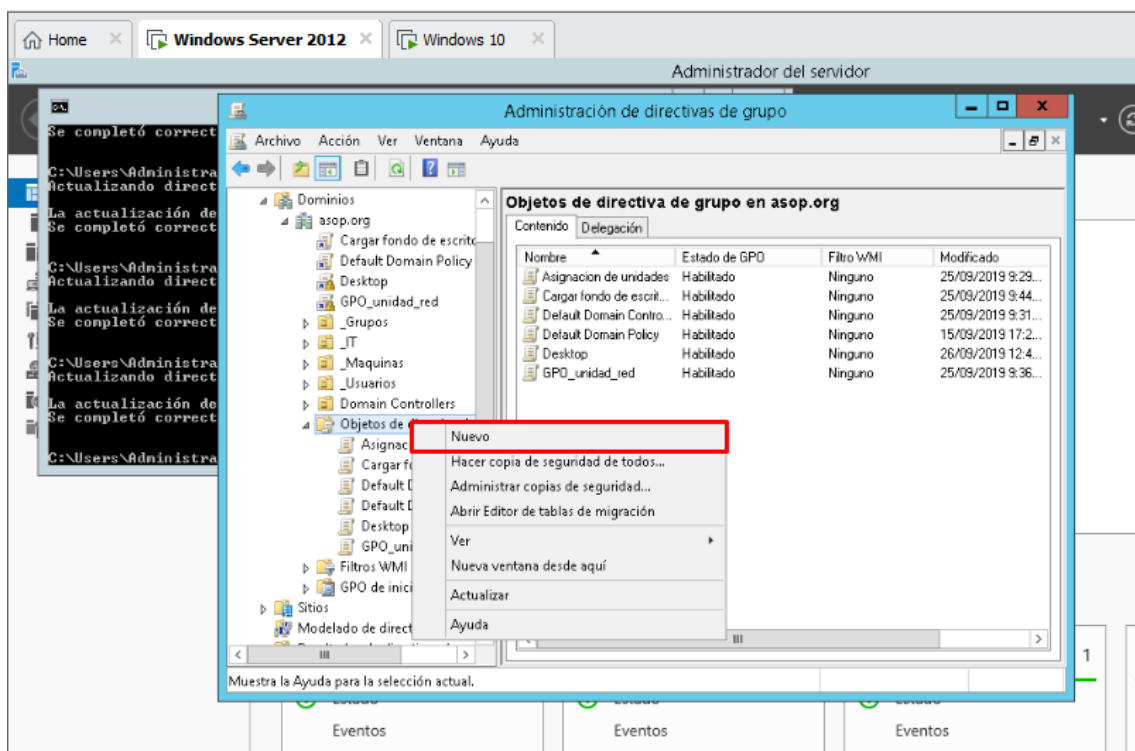 Home
Windows Server 2012
Windows 10
Administrador del servidor
Se completó correct
C:\Users\Administra
Actualizando direct
La actualización de
Se completó correct
C:\Users\Administra
Actualizando direct
La actualización de
Se completó correct
C:\Users\Administra
Actualizando direct
La actualización de
Se completó correct
C:\Users\Administra
Administración de directivas de grupo
Archivo Acción Ver Ventana Ayuda
Dominios
asop.org
Cargar fondo de escrito
Default Domain Policy
Desktop
GPO_unidad_red
_Grupos
_IT
_Maquinas
_Usuarios
Domain Controllers
Objetos de
Asignac
Cargar fo
Default D
Default D
Desktop
GPO_uni
Filtros WMI
GPO de inici
Sitios
Modelado de direct
Objetos de directiva de grupo en asop.org
Contenido Delegación
Nombre Estado de GPO Filtro WMI Modificado
Asignacion de unidades Habilitado Ninguno 25/09/2019 9:29...
Cargar fondo de escrit... Habilitado Ninguno 25/09/2019 9:44...
Default Domain Contro... Habilitado Ninguno 25/09/2019 9:31...
Default Domain Policy Habilitado Ninguno 15/09/2019 17:2...
Desktop Habilitado Ninguno 26/09/2019 12:4...
GPO_unidad_red Habilitado Ninguno 25/09/2019 9:36...
Nuevo
Hacer copia de seguridad de todos...
Administrar copias de seguridad...
Abrir Editor de tablas de migración
Ver
Nueva ventana desde aquí
Actualizar
Ayuda
Muestra la Ayuda para la selección actual.
1
Eventos
Eventos
Eventos